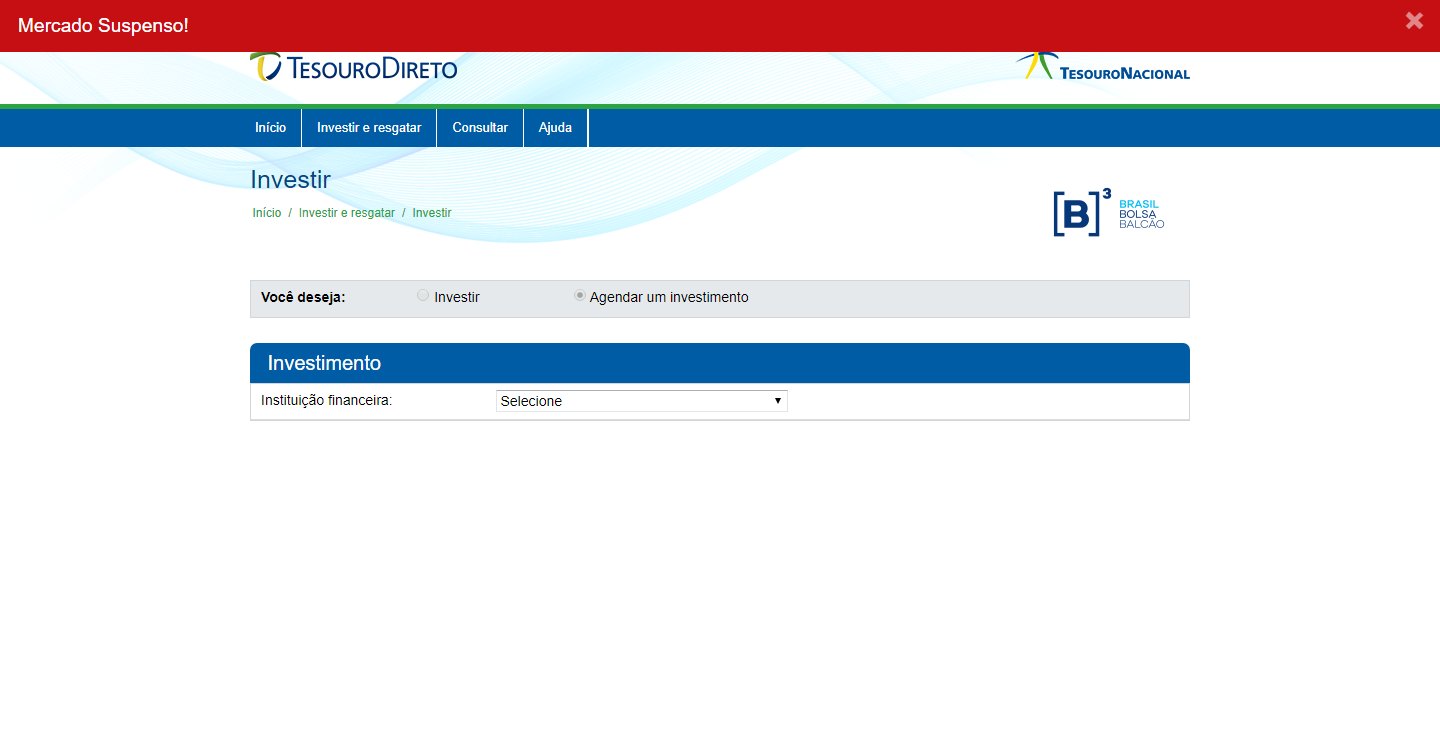 Mercado Suspenso!
TESOURODIRETO
TESOURONACIONAL
Início
Investir e resgatar
Consultar
Ajuda
Investir
Início / Investir e resgatar / Investir
[B]³ BRASIL
BOLSA
BALCÃO
Você deseja: Investir Agendar um investimento
Investimento
Instituição financeira: Selecione